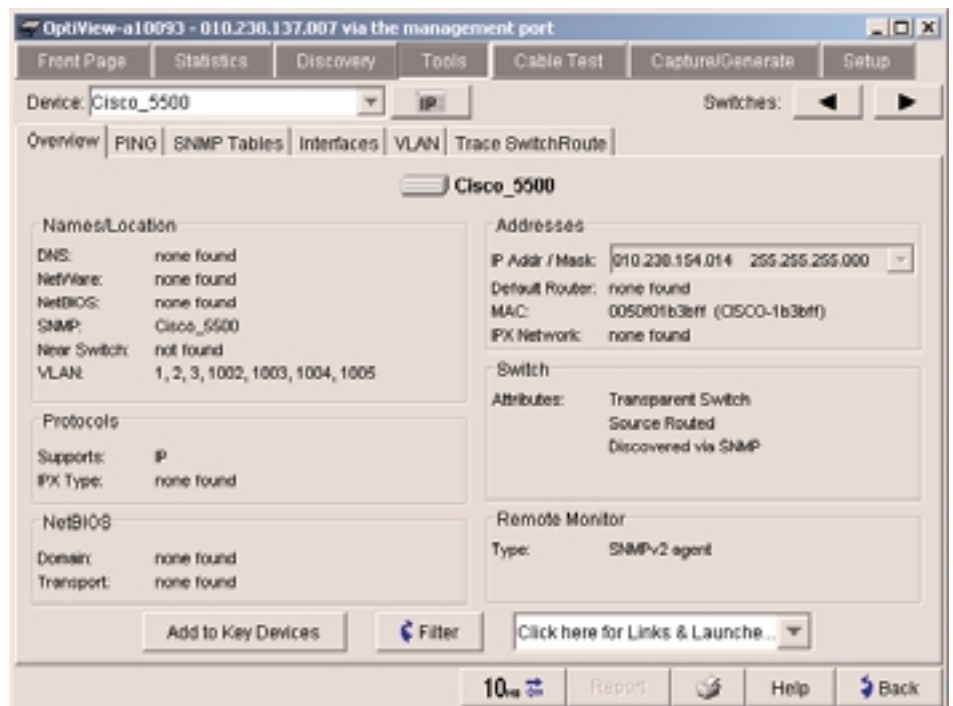 OptiView-a10093 - 010.238.137.007 via the management port
Front Page Statistics Discovery Tools Cable Test Capture/Generate Setup
Device: Cisco_5500 IP Switches:
Overview PING SNMP Tables Interfaces VLAN Trace SwitchRoute
Cisco_5500
Names/Location
DNS: none found
NetWare: none found
NetBIOS: none found
SNMP: Cisco_5500
Near Switch: not found
VLAN: 1, 2, 3, 1002, 1003, 1004, 1005
Protocols
Supports: IP
IPX Type: none found
NetBIOS
Domain: none found
Transport: none found
Addresses
IP Addr / Mask: 010.238.154.014 255.255.255.000
Default Router: none found
MAC: 0050f01b3bff (CISCO-1b3bff)
IPX Network: none found
Switch
Attributes: Transparent Switch
Source Routed
Discovered via SNMP
Remote Monitor
Type: SNMPv2 agent
Add to Key Devices Filter Click here for Links & Launche...
10 Report Help Back